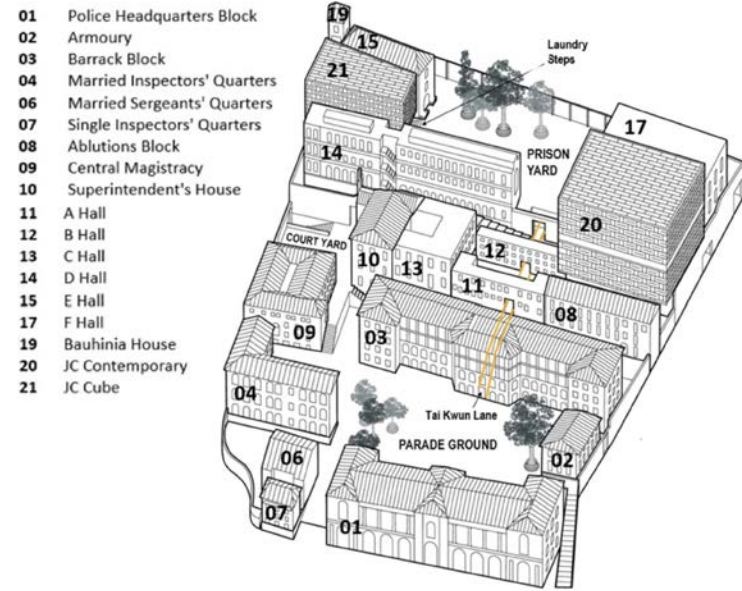 01 Police Headquarters Block
02 Armoury
03 Barrack Block
04 Married Inspectors' Quarters
06 Married Sergeants' Quarters
07 Single Inspectors' Quarters
08 Ablutions Block
09 Central Magistracy
10 Superintendent's House
11 A Hall
12 B Hall
13 C Hall
14 D Hall
15 E Hall
17 F Hall
19 Bauhinia House
20 JC Contemporary
21 JC Cube
19
15
21
Laundry
Steps
17
14
PRISON
YARD
20
COURT YARD
10
13
12
11
08
09
03
04
Tai Kwun Lane
PARADE GROUND
02
06
07
01